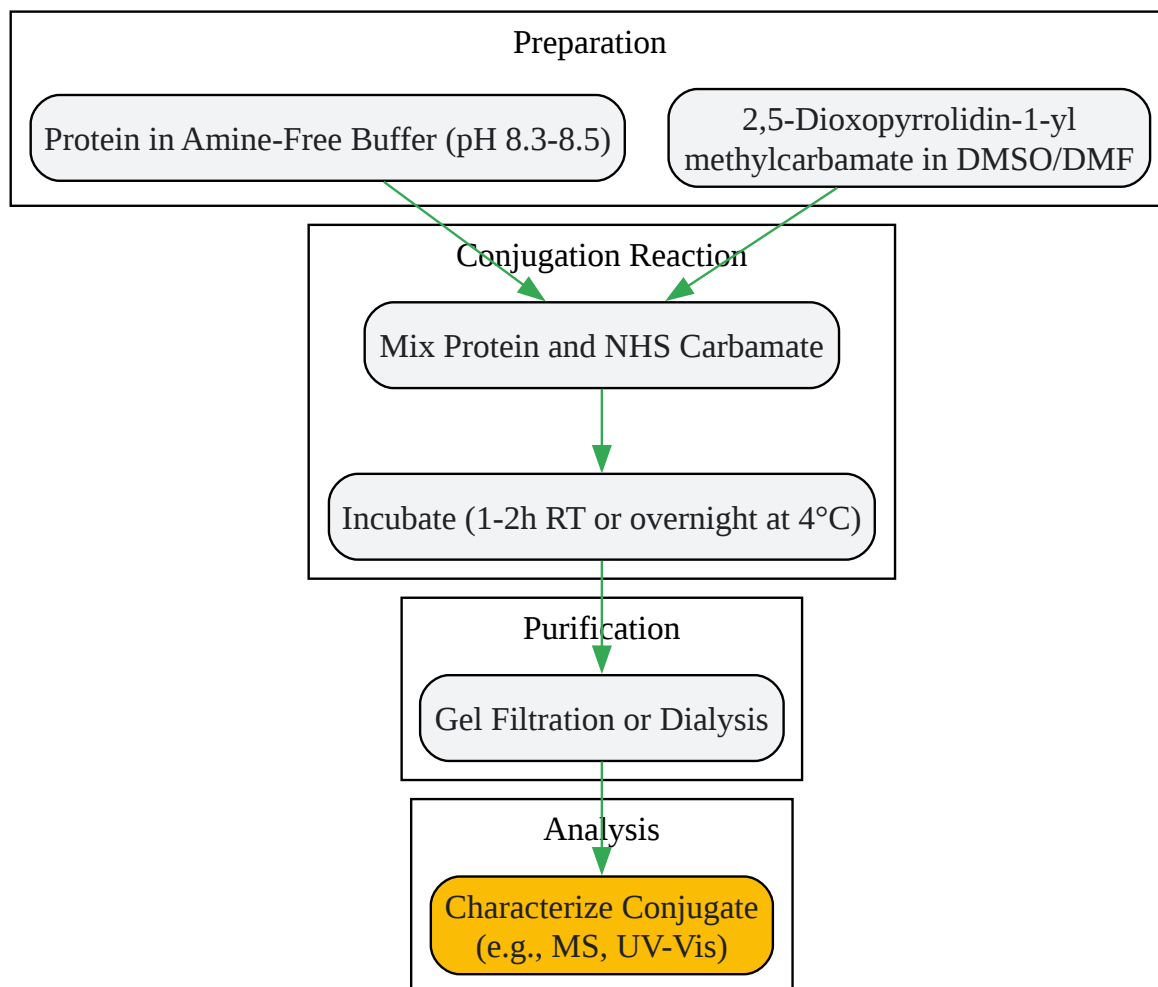 Preparation
Protein in Amine-Free Buffer (pH 8.3-8.5)
2,5-Dioxopyrrolidin-1-yl
methylcarbamate in DMSO/DMF
Conjugation Reaction
Mix Protein and NHS Carbamate
Incubate (1-2h RT or overnight at 4°C)
Purification
Gel Filtration or Dialysis
Analysis
Characterize Conjugate
(e.g., MS, UV-Vis)